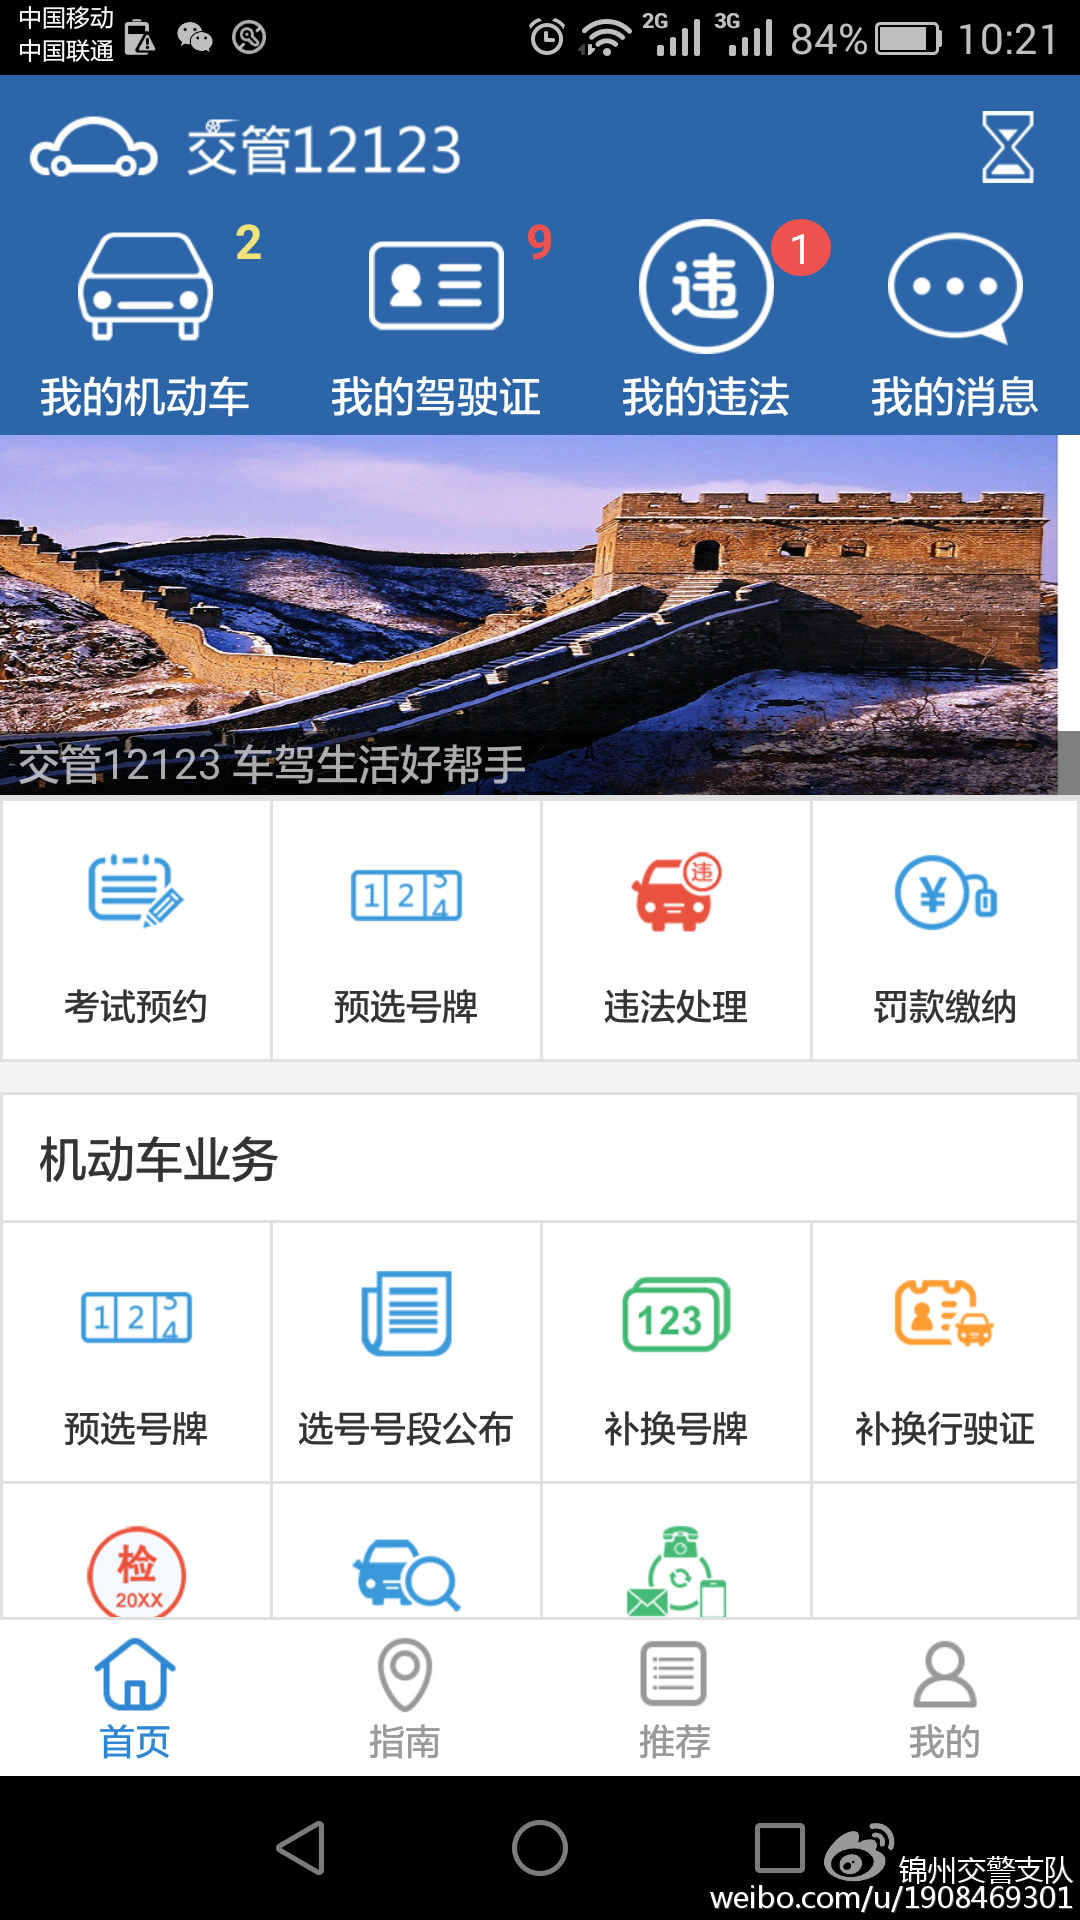 中国移动
中国联通
2G
3G
84%
10:21
交管12123
2
9
违
1
我的机动车
我的驾驶证
我的违法
我的消息
交管12123 车驾生活好帮手
1 2 3 4
违
¥
考试预约
预选号牌
违法处理
罚款缴纳
机动车业务
1 2 3 4
123
预选号牌
选号号段公布
补换号牌
补换行驶证
检
20XX
首页
指南
推荐
我的
锦州交警支队
weibo.com/u/1908469301